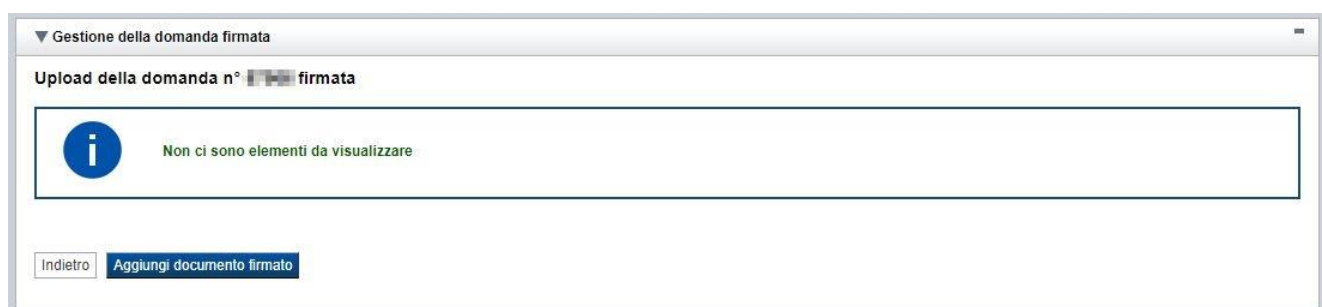 Gestione della domanda firmata
Upload della domanda n° firmata
i
Non ci sono elementi da visualizzare
Indietro Aggiungi documento firmato